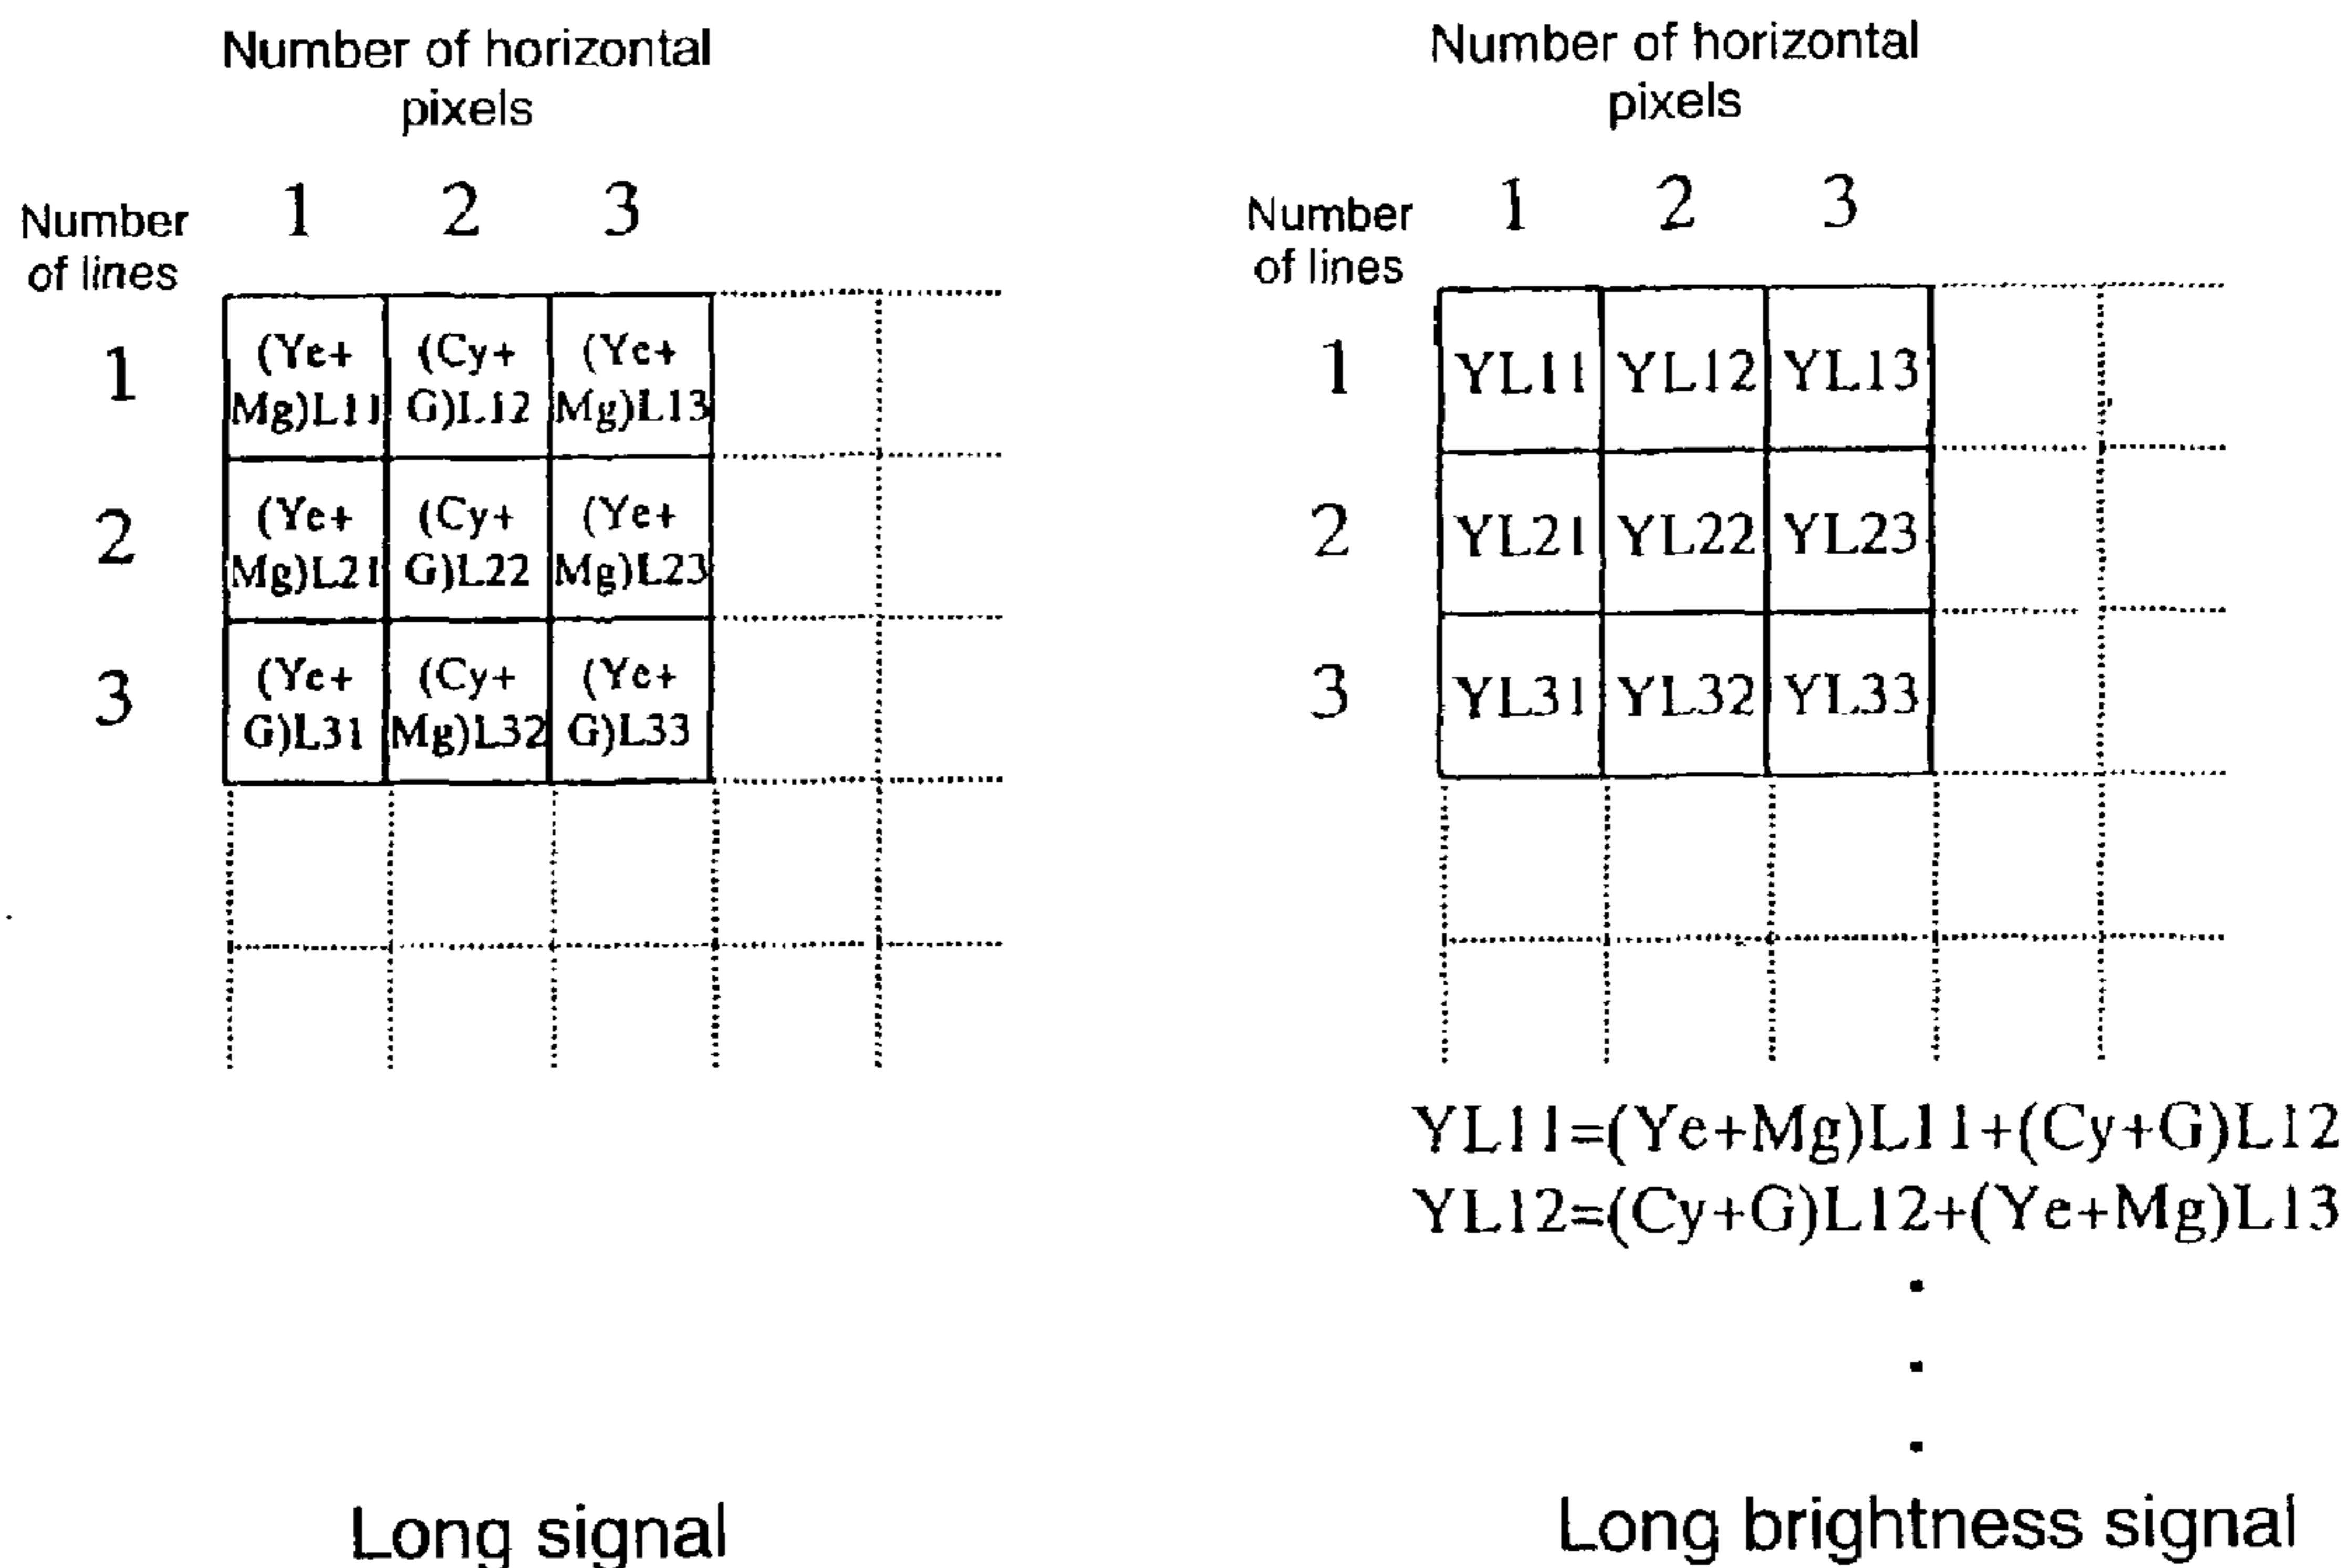 Number of horizontal
pixels
Number
of lines
1 2 3
1
(Ye+ (Cy+ (Ye+
Mg)L11 G)L12 Mg)L13
2
(Ye+ (Cy+ (Ye+
Mg)L21 G)L22 Mg)L23
3
(Ye+ (Cy+ (Ye+
G)L31 Mg)L32 G)L33
Long signal
Number of horizontal
pixels
Number
of lines
1 2 3
1 YL11 YL12 YL13
2 YL21 YL22 YL23
3 YL31 YL32 YL33
YL11=(Ye+Mg)L11+(Cy+G)L12
YL12=(Cy+G)L12+(Ye+Mg)L13
.
.
.
Long brightness signal